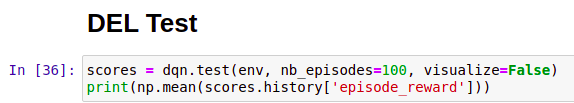 DEL Test
In [36]: scores = dqn.test(env, nb_episodes=100, visualize=False)
print(np.mean(scores.history['episode_reward']))